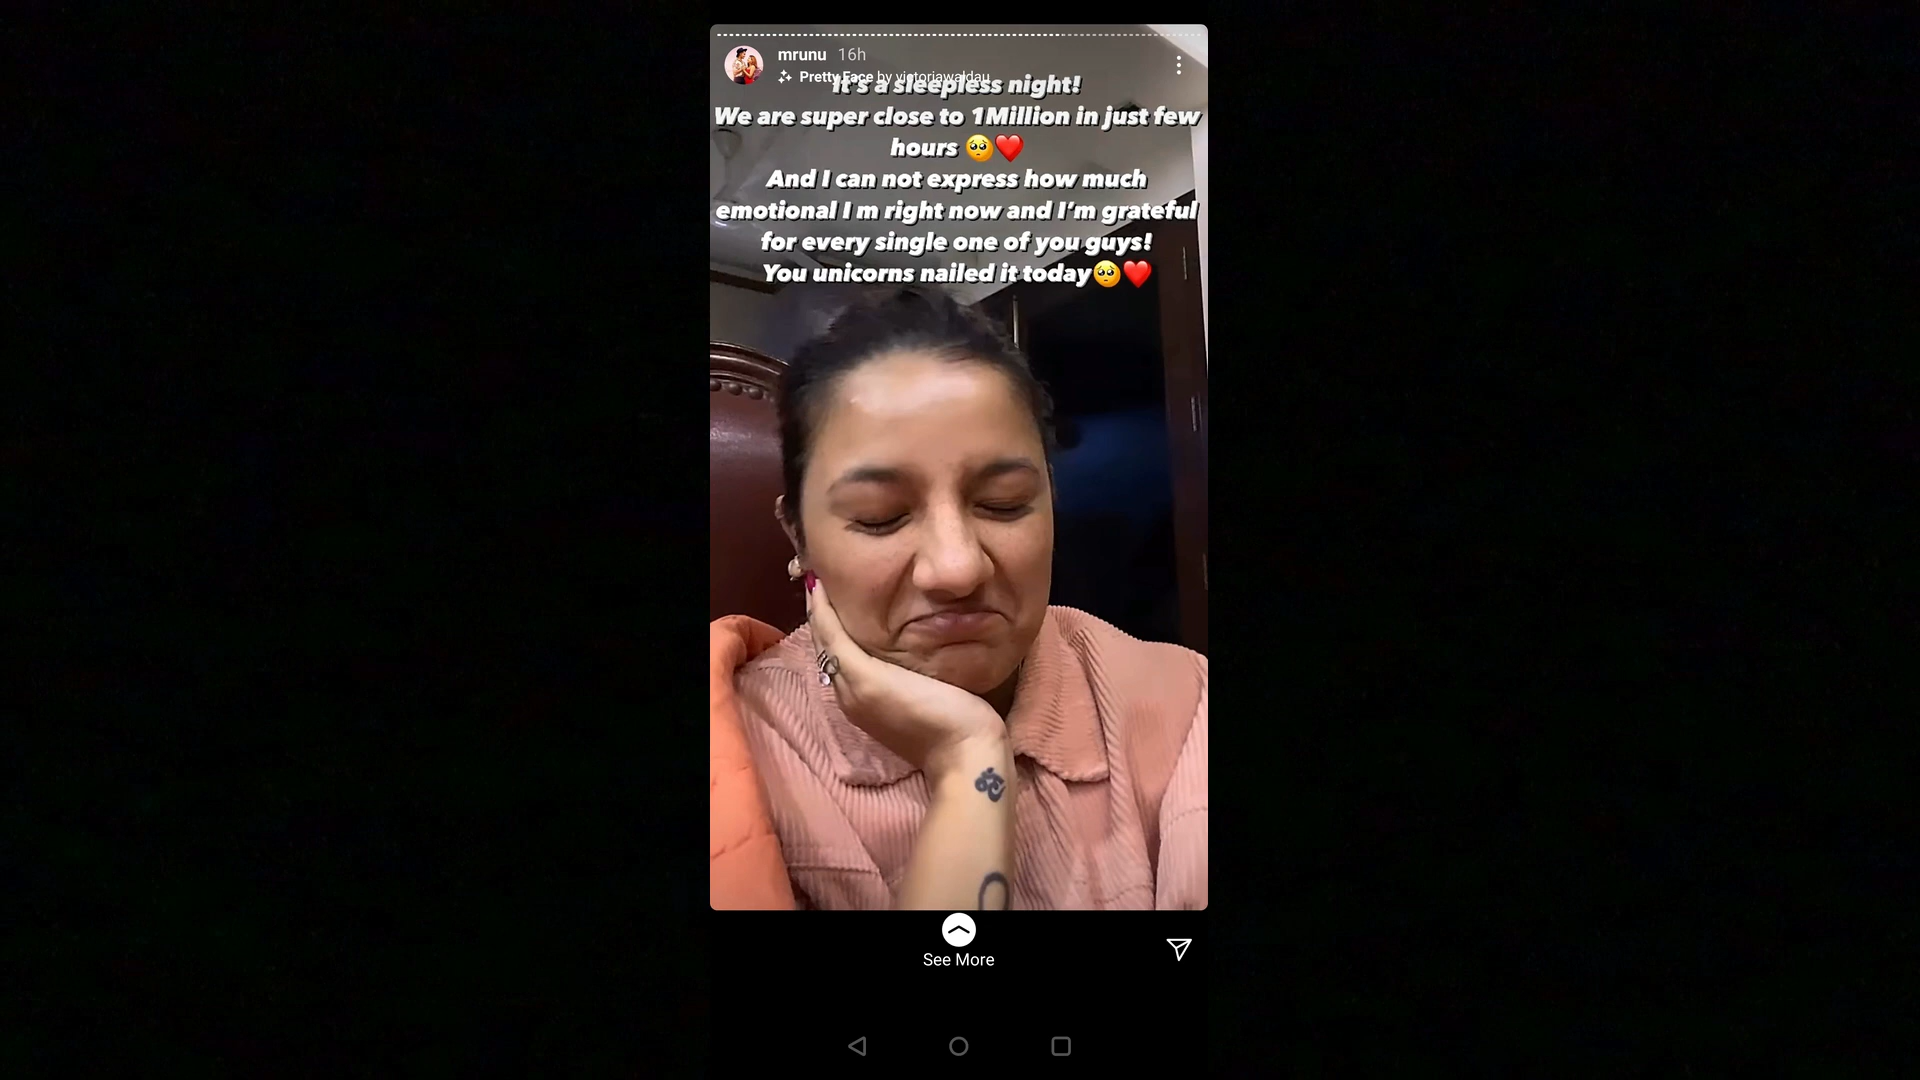 mrunu 16h
Pretty Face by victoriawaldau
It's a sleepless night!
We are super close to 1Million in just few
hours 🥺❤️
And I can not express how much
emotional I m right now and I'm grateful
for every single one of you guys!
You unicorns nailed it today🥺❤️
See More